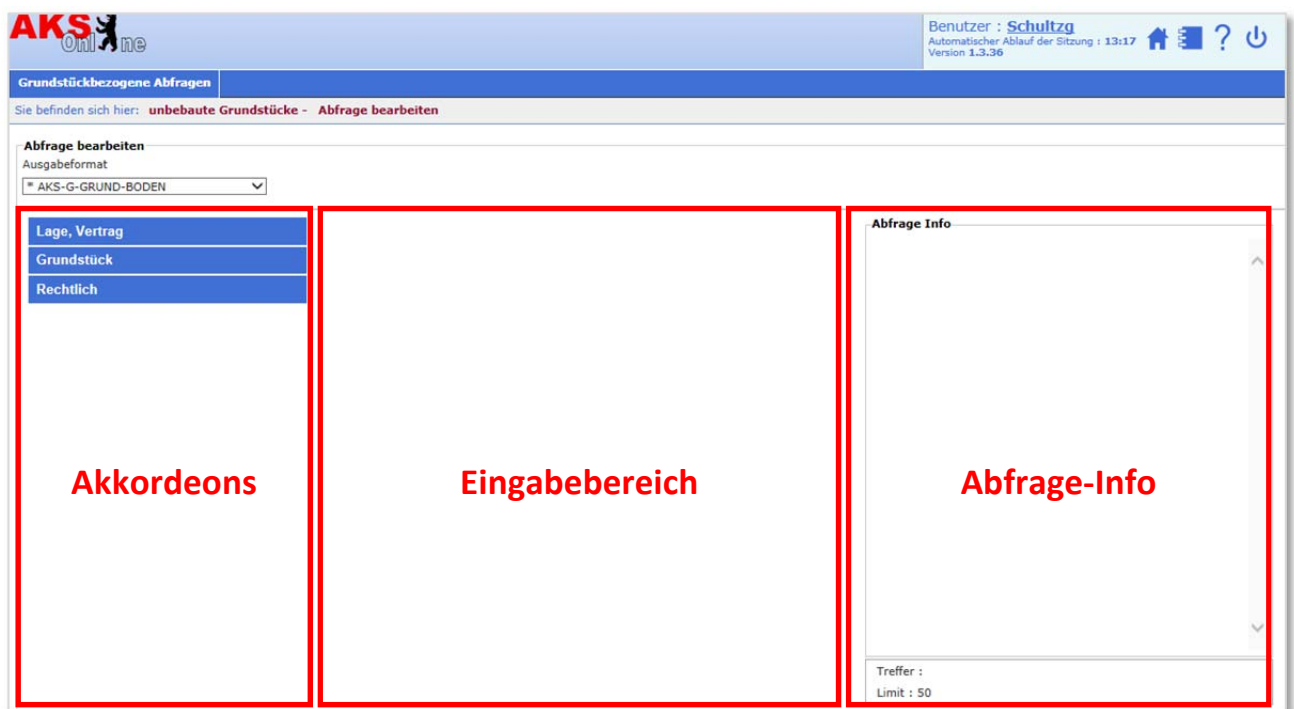 AKS
Online
Benutzer : Schultzg
Automatischer Ablauf der Sitzung : 13:17
Version 1.3.36
?
Grundstückbezogene Abfragen
Sie befinden sich hier: unbebaute Grundstücke - Abfrage bearbeiten
Abfrage bearbeiten
Ausgabeformat
* AKS-G-GRUND-BODEN
Lage, Vertrag
Grundstück
Rechtlich
Abfrage Info
Akkordeons
Eingabebereich
Abfrage-Info
Treffer :
Limit : 50